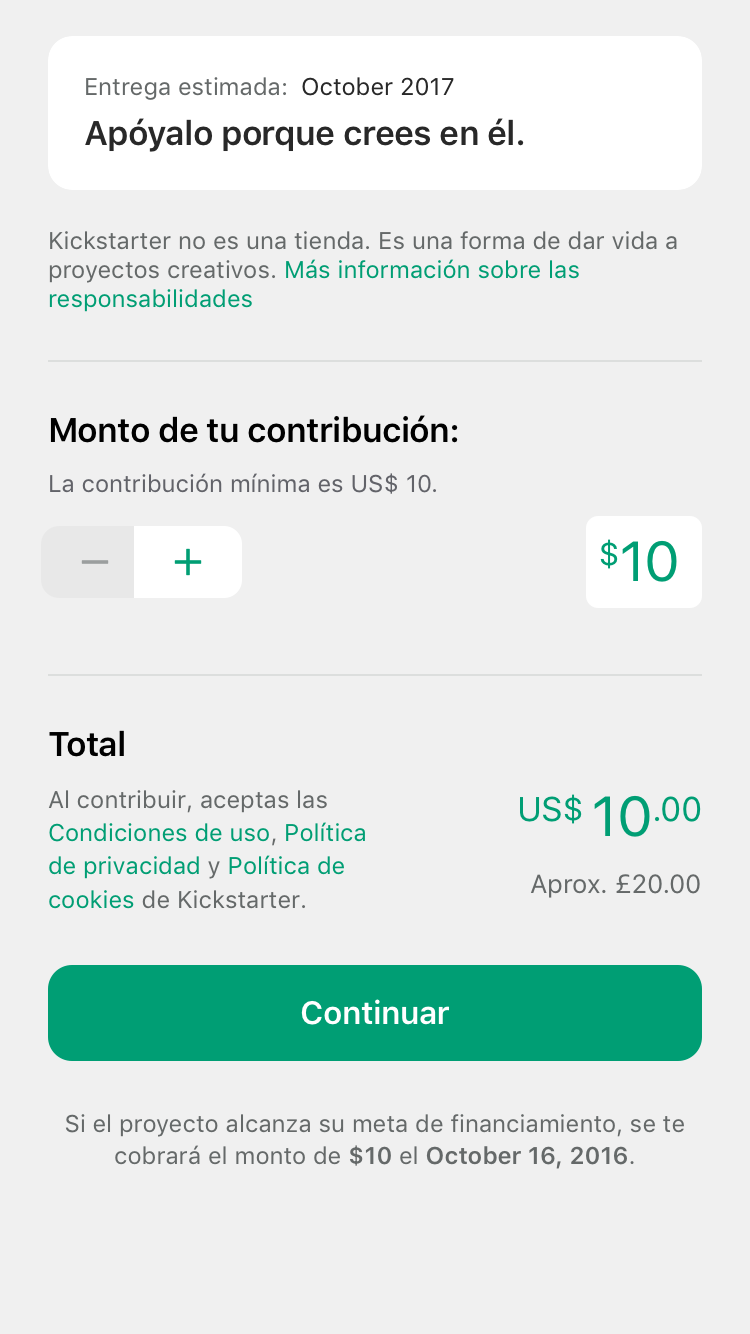 Entrega estimada: October 2017
Apóyalo porque crees en él.
Kickstarter no es una tienda. Es una forma de dar vida a
proyectos creativos. Más información sobre las
responsabilidades
Monto de tu contribución:
La contribución mínima es US$ 10.
− +
$10
Total
Al contribuir, aceptas las
Condiciones de uso, Política
de privacidad y Política de
cookies de Kickstarter.
US$ 10.00
Aprox. £20.00
Continuar
Si el proyecto alcanza su meta de financiamiento, se te
cobrará el monto de $10 el October 16, 2016.